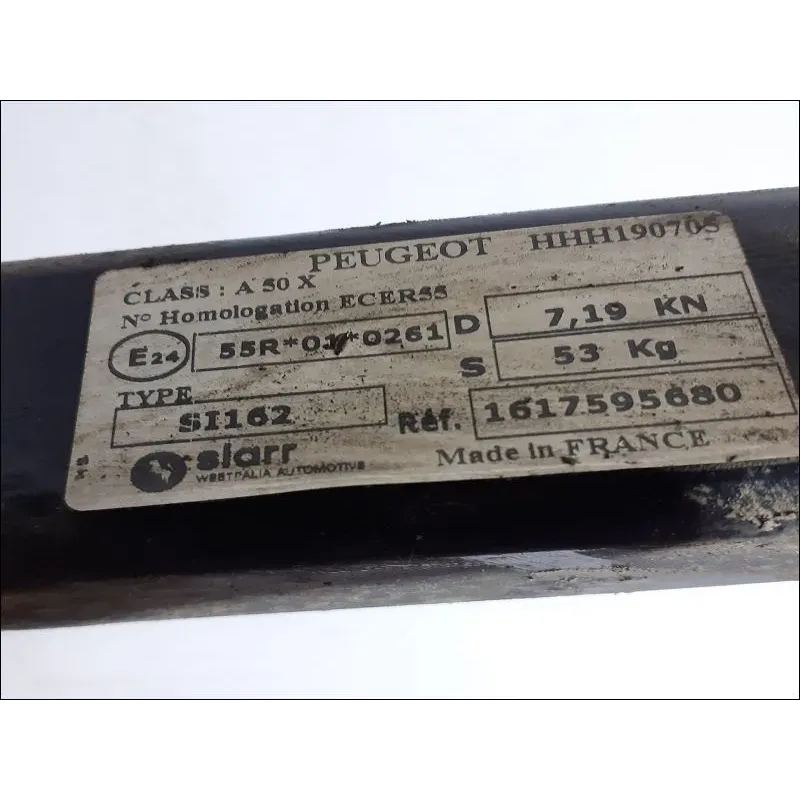 PEUGEOT HHH190705
CLASS : A 50 X
N° Homologation ECER55
E24 55R*01*0261 D 7,19 KN
S 53 Kg
TYPE
SI162 Réf. 1617595680
siarr Made in FRANCE
WESTFALIA AUTOMOTIVE